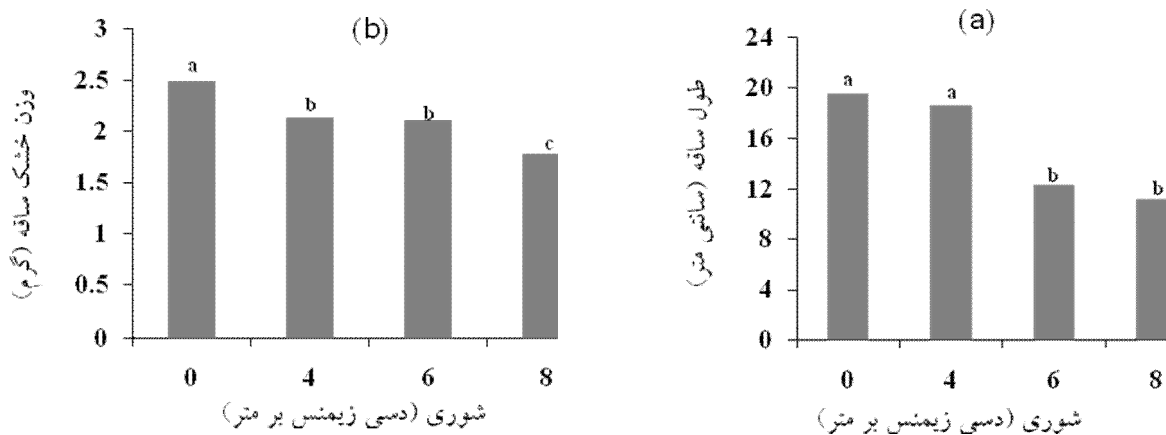 (b)
وزن خشک ساقه (گرم)
3
2.5
2
1.5
1
0.5
0
a
b
b
c
0 4 6 8
شوری (دسی زیمنس بر متر)
(a)
طول ساقه (سانتی متر)
24
20
16
12
8
4
0
a
a
b
b
0 4 6 8
شوری (دسی زیمنس بر متر)